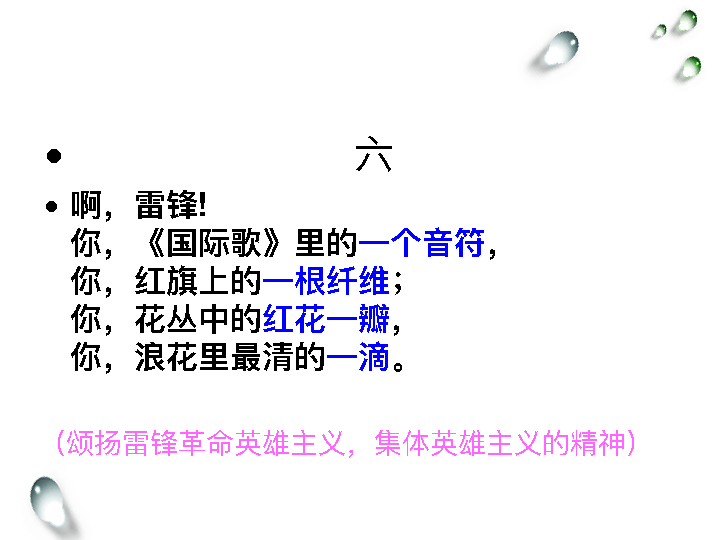 • 六
• 啊，雷锋!
你，《国际歌》里的一个音符，
你，红旗上的一根纤维；
你，花丛中的红花一瓣，
你，浪花里最清的一滴。
（颂扬雷锋革命英雄主义，集体英雄主义的精神）